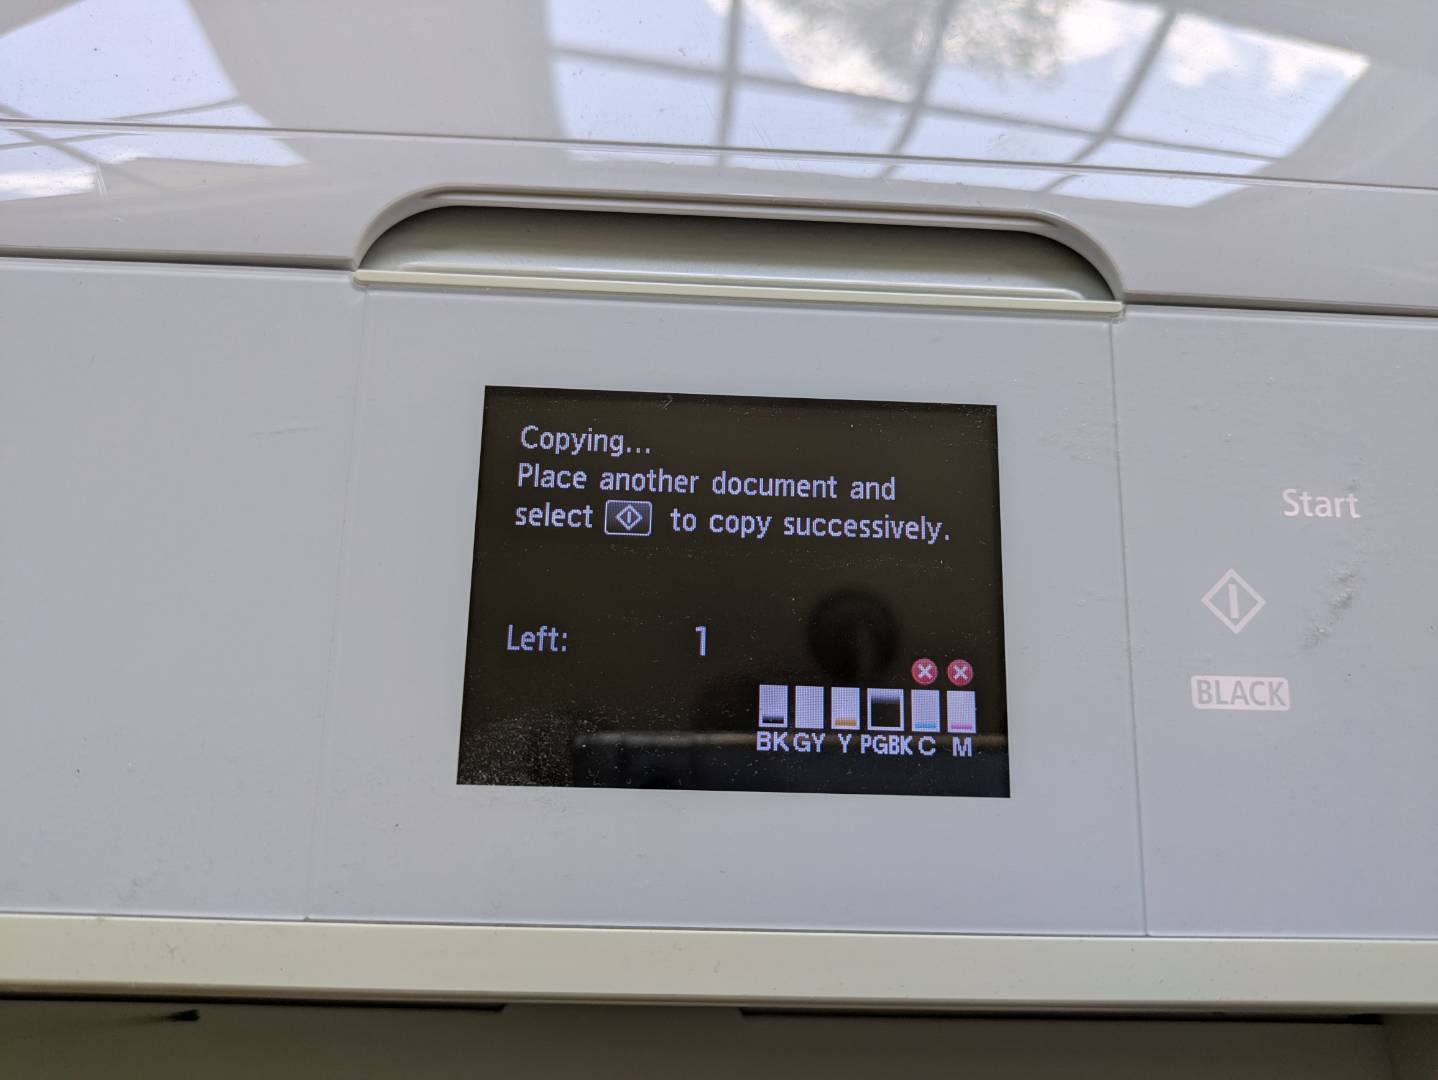 Copying...
Place another document and
select to copy successively.
Left: 1
BK GY Y PGBK C M
Start
BLACK